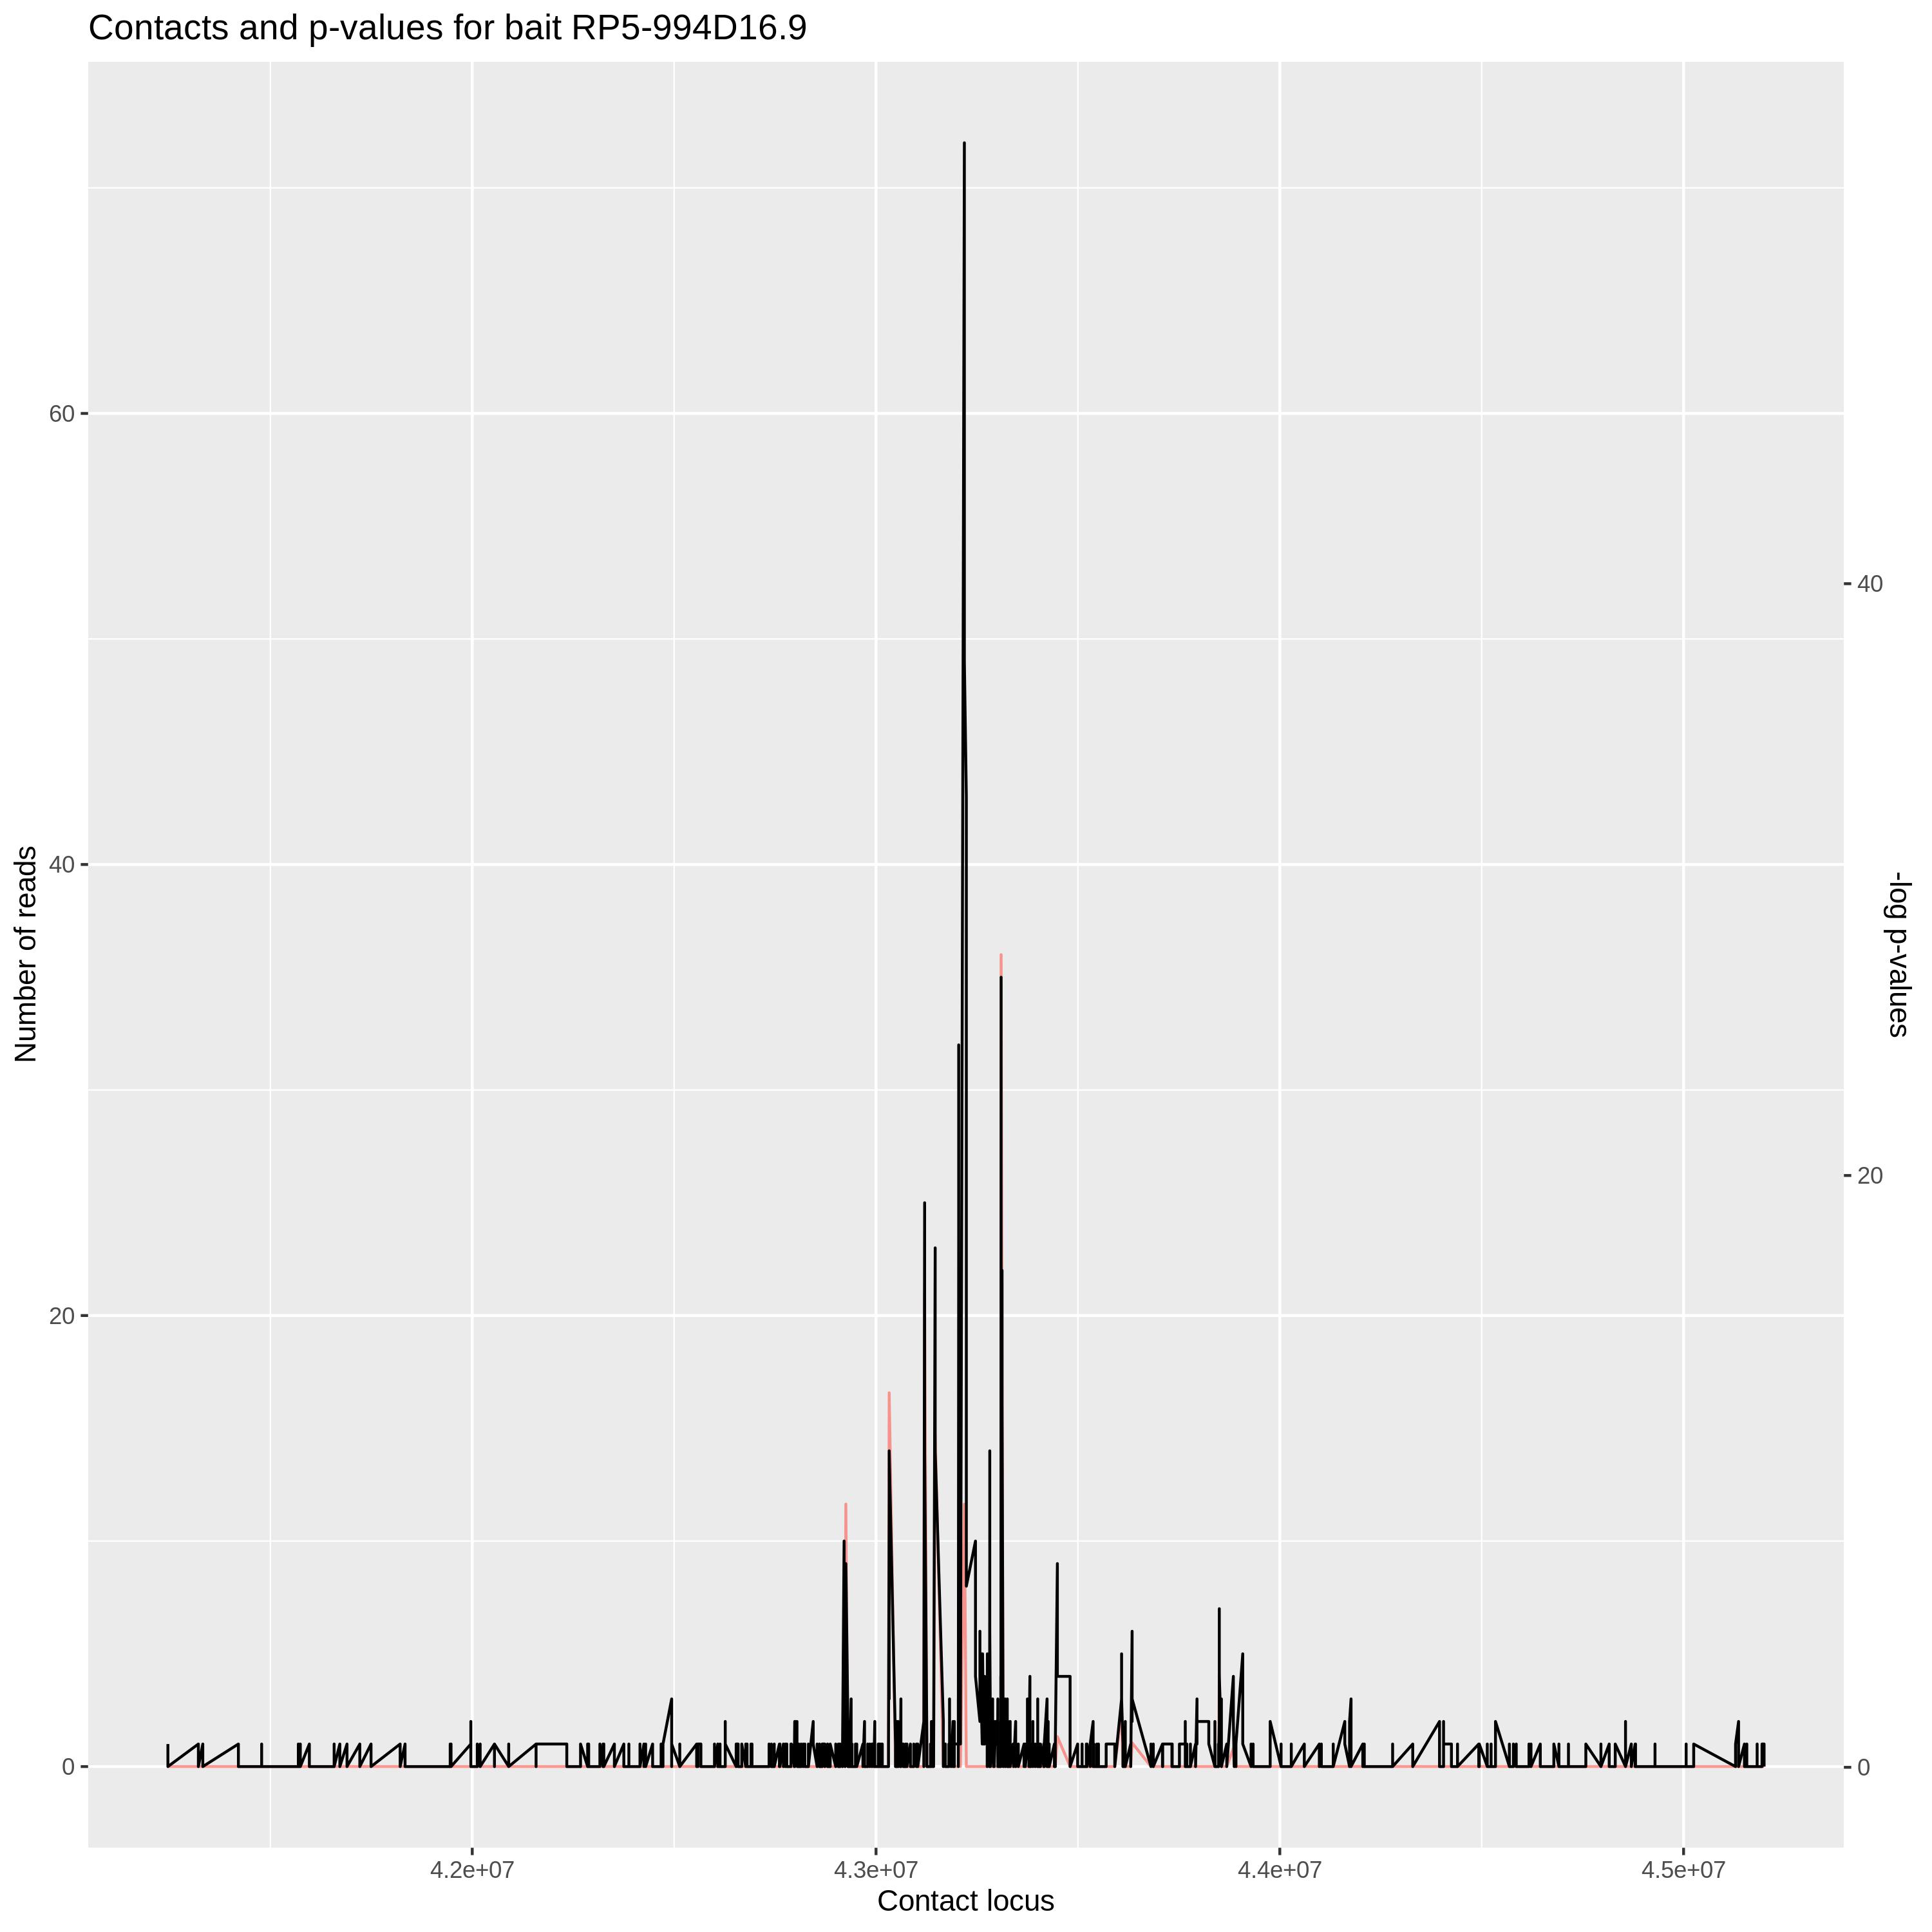 Contacts and p-values for bait RP5-994D16.9
Number of reads
60
40
20
0
40
20
0
-log p-values
4.2e+07
4.3e+07
4.4e+07
4.5e+07
Contact locus